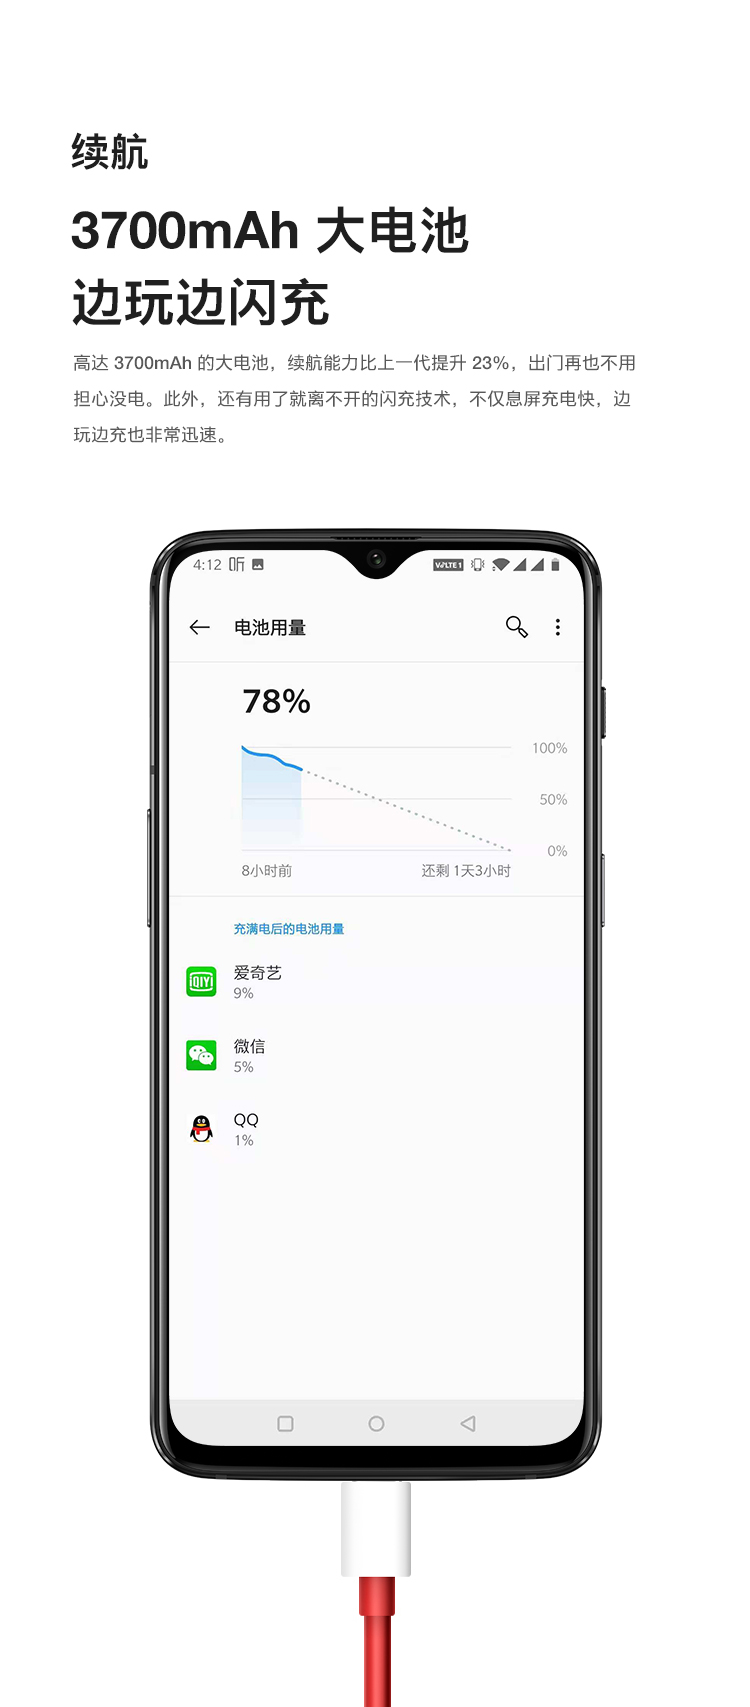 续航
3700mAh 大电池
边玩边闪充
高达 3700mAh 的大电池，续航能力比上一代提升 23%，出门再也不用
担心没电。此外，还有用了就离不开的闪充技术，不仅息屏充电快，边
玩边充也非常迅速。
4:12 听 VoLTE 1
电池用量
78%
100%
50%
0%
8小时前 还剩 1天3小时
充满电后的电池用量
iQIYI
爱奇艺
9%
微信
5%
QQ
1%